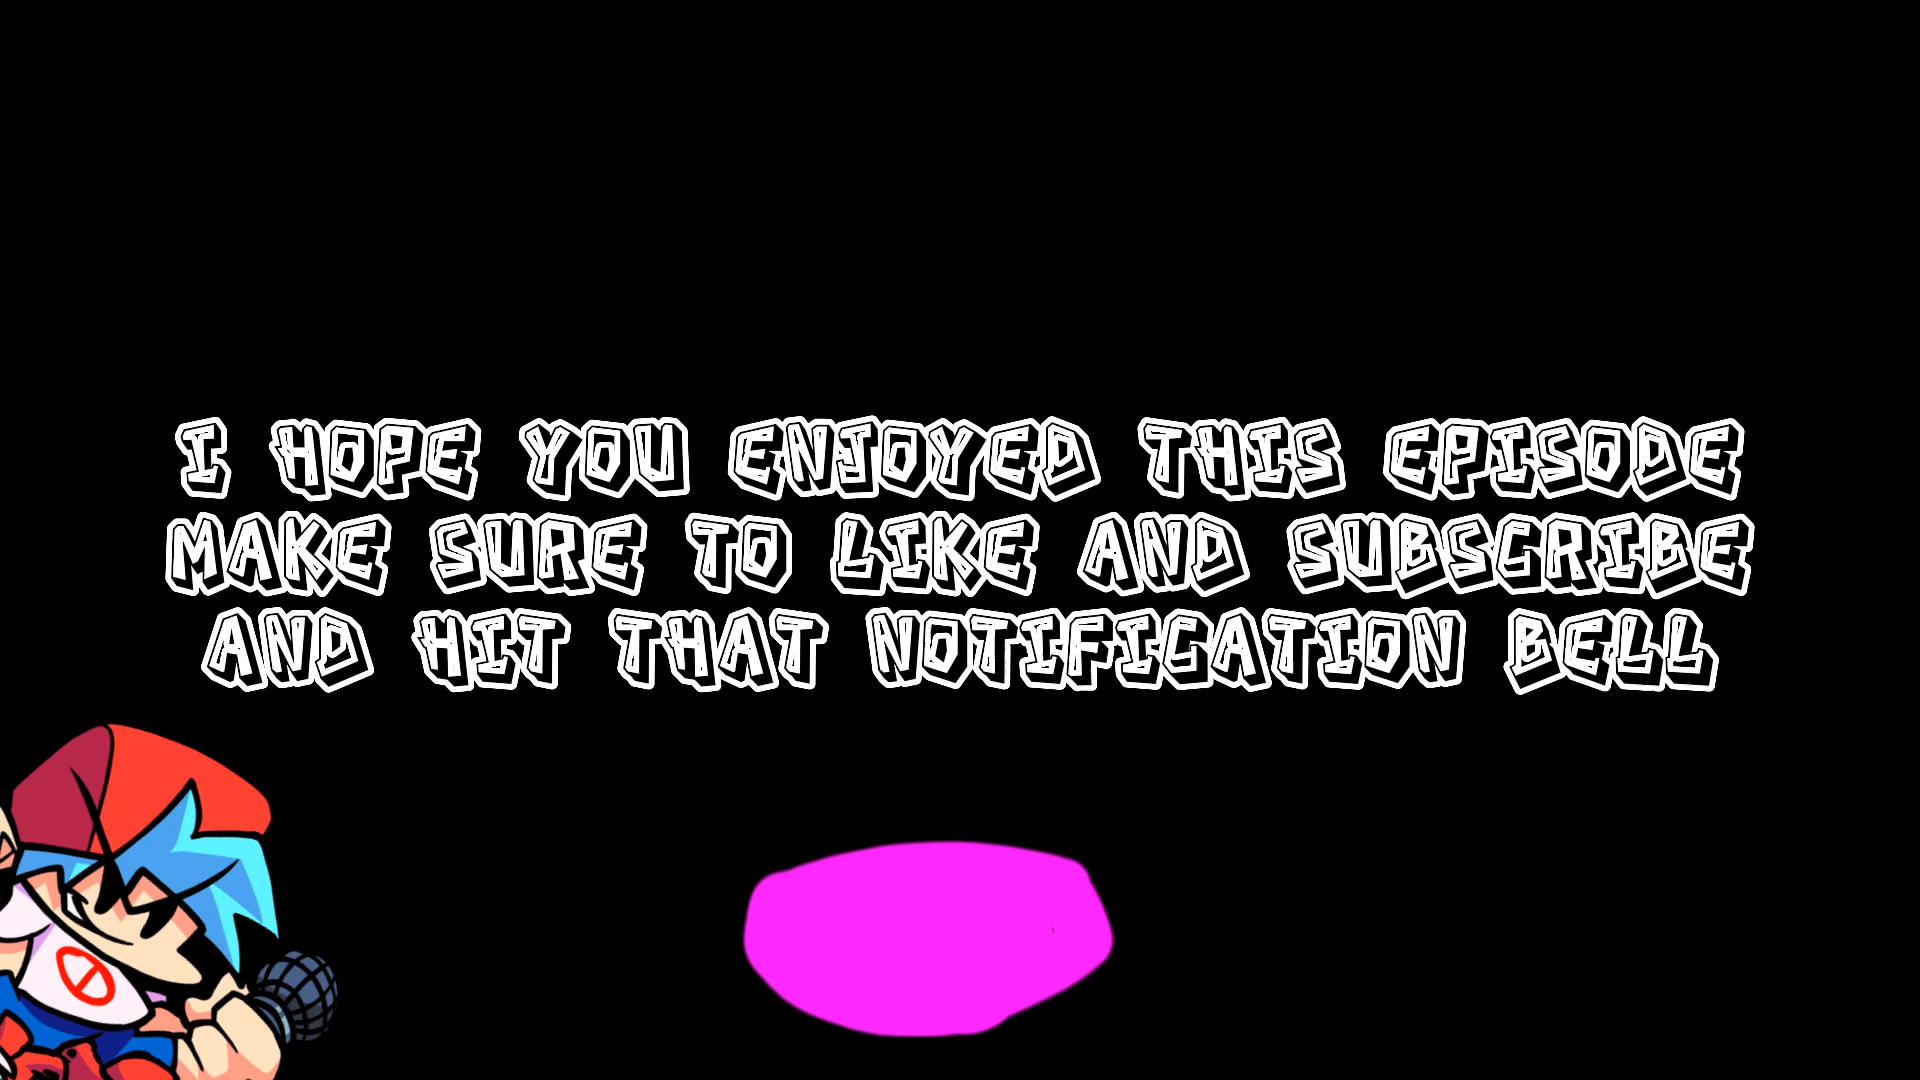 I HOPE YOU ENJOYED THIS EPISODE
MAKE SURE TO LIKE AND SUBSCRIBE
AND HIT THAT NOTIFICATION BELL